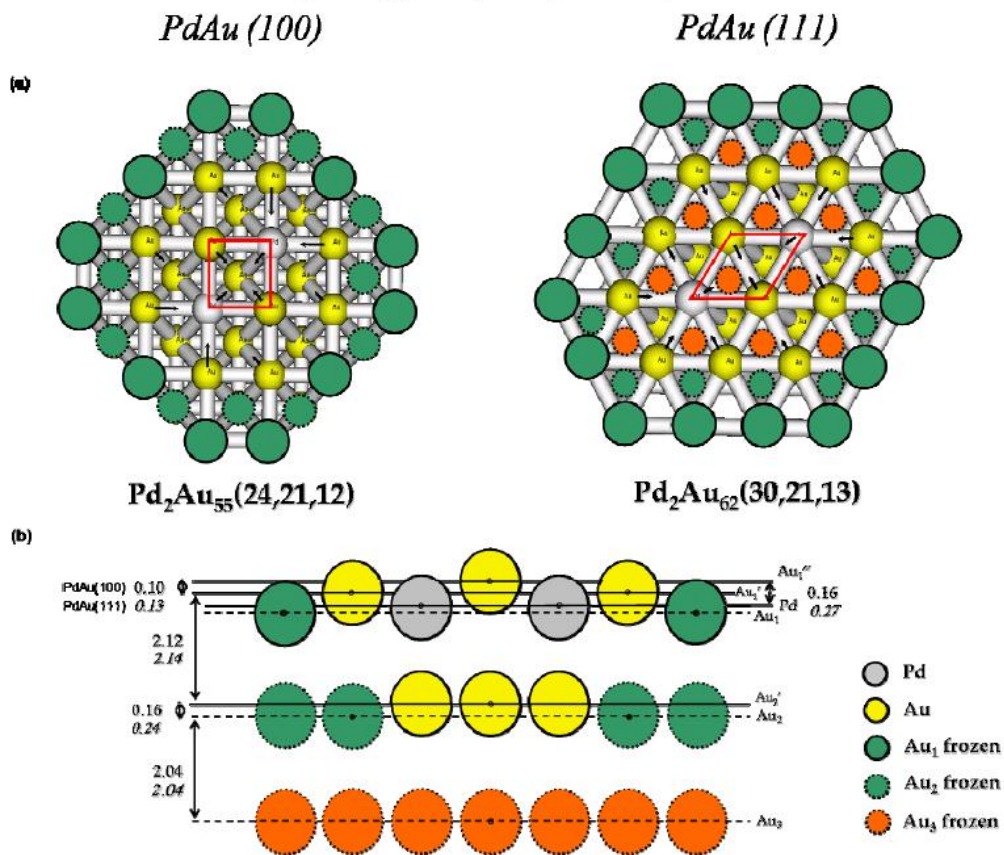 PdAu (100) PdAu (111)
(a)
Pd₂Au₅₅(24,21,12) Pd₂Au₆₂(30,21,13)
(b)
PdAu(100) 0.10
PdAu(111) 0.13
2.12
2.14
0.16
0.24
2.04
2.04
Au₁'''
Au₁'
Pd
Au₁
0.16
0.27
Au₂'
Au₂
Au₃
Pd
Au
Au₁ frozen
Au₂ frozen
Au₃ frozen